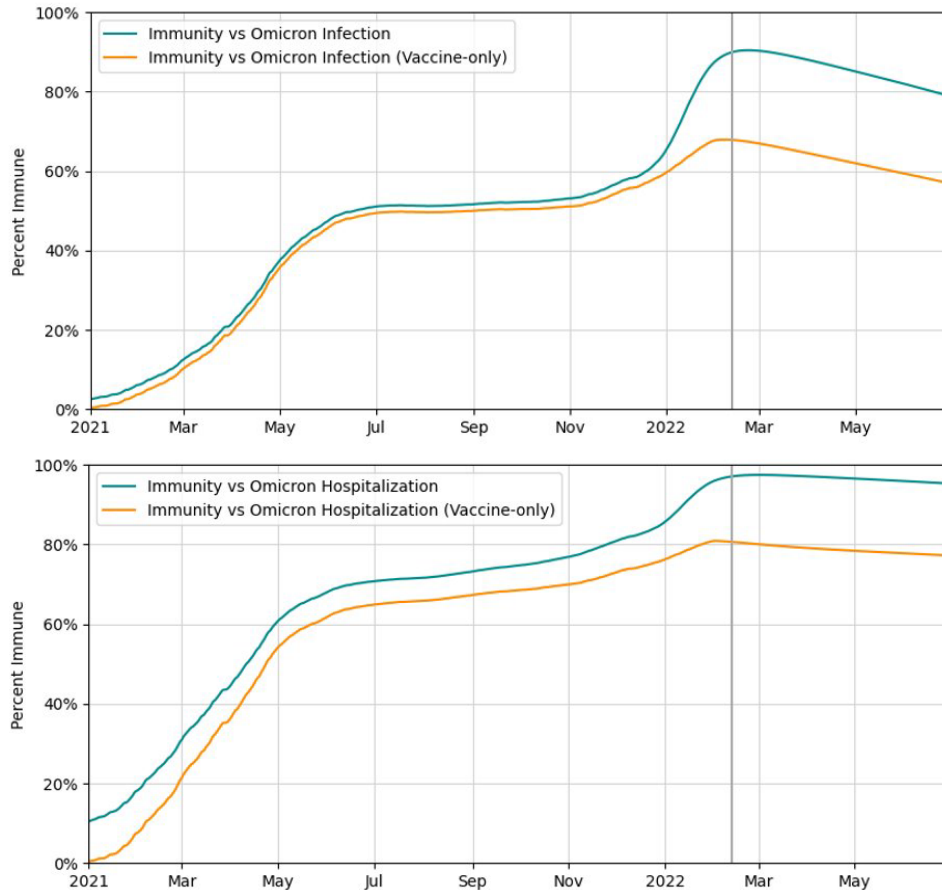 100%
80%
60%
40%
20%
0%
Percent Immune
Immunity vs Omicron Infection
Immunity vs Omicron Infection (Vaccine-only)
2021 Mar May Jul Sep Nov 2022 Mar May
100%
80%
60%
40%
20%
0%
Percent Immune
Immunity vs Omicron Hospitalization
Immunity vs Omicron Hospitalization (Vaccine-only)
2021 Mar May Jul Sep Nov 2022 Mar May